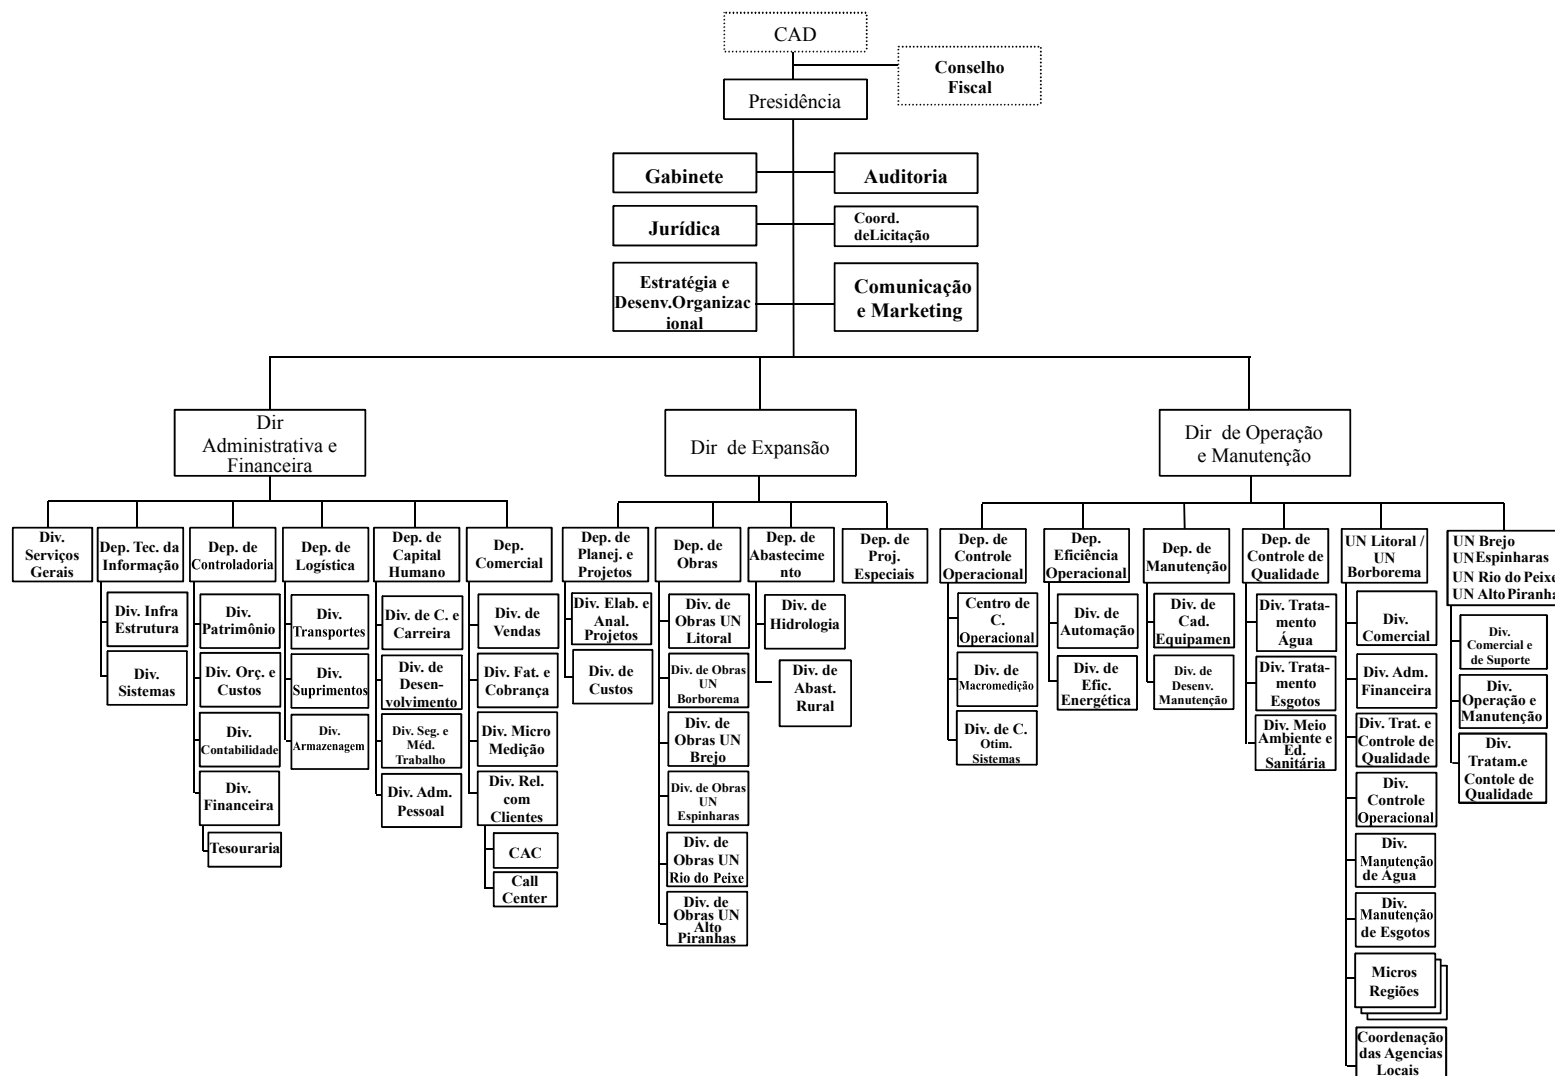 CAD
Conselho
Fiscal
Presidência
Gabinete
Auditoria
Jurídica
Coord.
deLicitação
Estratégia e
Desenv.Organizac
ional
Comunicação
e Marketing
Dir
Administrativa e
Financeira
Dir de Expansão
Dir de Operação
e Manutenção
Div.
Serviços
Gerais
Dep. Tec. da
Informação
Div. Infra
Estrutura
Div.
Sistemas
Dep. de
Controladoria
Div.
Patrimônio
Div. Orç. e
Custos
Div.
Contabilidade
Div.
Financeira
Tesouraria
Dep. de
Logística
Div.
Transportes
Div.
Suprimentos
Div.
Armazenagem
Dep. de
Capital
Humano
Div. de C. e
Carreira
Div. de
Desen-
volvimento
Div. Seg. e
Méd.
Trabalho
Div. Adm.
Pessoal
Dep.
Comercial
Div. de
Vendas
Div. Fat. e
Cobrança
Div. Micro
Medição
Div. Rel.
com
Clientes
CAC
Call
Center
Dep. de
Planej. e
Projetos
Div. Elab. e
Anal.
Projetos
Div. de
Custos
Dep. de
Obras
Div. de
Obras UN
Litoral
Div. de Obras
UN
Borborema
Div. de
Obras UN
Brejo
Div. de Obras
UN
Espinharas
Div. de
Obras UN
Rio do Peixe
Div. de
Obras UN
Alto
Piranhas
Dep. de
Abastecime
nto
Div. de
Hidrologia
Div. de
Abast.
Rural
Dep. de
Proj.
Especiais
Dep. de
Controle
Operacional
Centro de
C.
Operacional
Div. de
Macromedição
Div. de C.
Otim.
Sistemas
Dep.
Eficiência
Operacional
Div. de
Automação
Div. de
Efic.
Energética
Dep. de
Manutenção
Div. de
Cad.
Equipamen
Div. de
Desenv.
Manutenção
Dep. de
Controle de
Qualidade
Div. Trata-
mento
Água
Div. Trata-
mento
Esgotos
Div. Meio
Ambiente e
Ed.
Sanitária
UN Litoral /
UN
Borborema
Div.
Comercial
Div. Adm.
Financeira
Div. Trat. e
Controle de
Qualidade
Div.
Controle
Operacional
Div.
Manutenção
de Água
Div.
Manutenção
de Esgotos
Micros
Regiões
Coordenação
das Agencias
Locais
UN Brejo
UN Espinharas
UN Rio do Peixe
UN Alto Piranha
Div.
Comercial e
de Suporte
Div.
Operação e
Manutenção
Div.
Tratam.e
Contole de
Qualidade